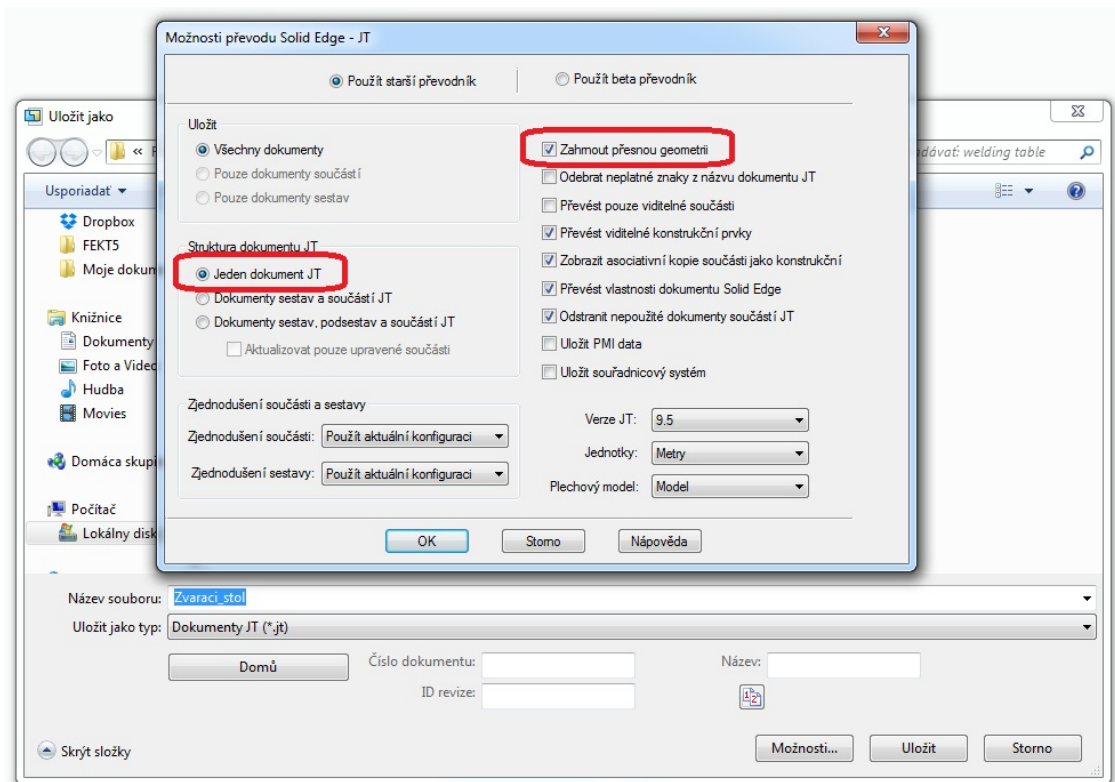 Možnosti převodu Solid Edge - JT
Použít starší převodník
Použít beta převodník
Uložit
Všechny dokumenty
Pouze dokumenty součástí
Pouze dokumenty sestav
Struktura dokumentu JT
Jeden dokument JT
Dokumenty sestav a součástí JT
Dokumenty sestav, podsestav a součástí JT
Aktualizovat pouze upravené součásti
Zjednodušení součásti a sestavy
Zjednodušení součásti: Použít aktuální konfiguraci
Zjednodušení sestavy: Použít aktuální konfiguraci
Zahrnout přesnou geometrii
Odebrat neplatné znaky z názvu dokumentu JT
Převést pouze viditelné součásti
Převést viditelné konstrukční prvky
Zobrazit asociativní kopie součásti jako konstrukční
Převést vlastnosti dokumentu Solid Edge
Odstranit nepoužité dokumenty součástí JT
Uložit PMI data
Uložit souřadnicový systém
Verze JT: 9.5
Jednotky: Metry
Plechový model: Model
OK Storno Nápověda
Uložit jako
« welding table
Usporiadať
Dropbox
FEKT5
Moje
Knižnice
Dokumenty
Foto a
Hudba
Movies
Domáca
Počítač
Lokálny disk
Název souboru: Zvaraci_stol
Uložit jako typ: Dokumenty JT (*.jt)
Domů
Číslo dokumentu:
Název:
ID revize:
Skrýt složky
Možnosti... Uložit Storno